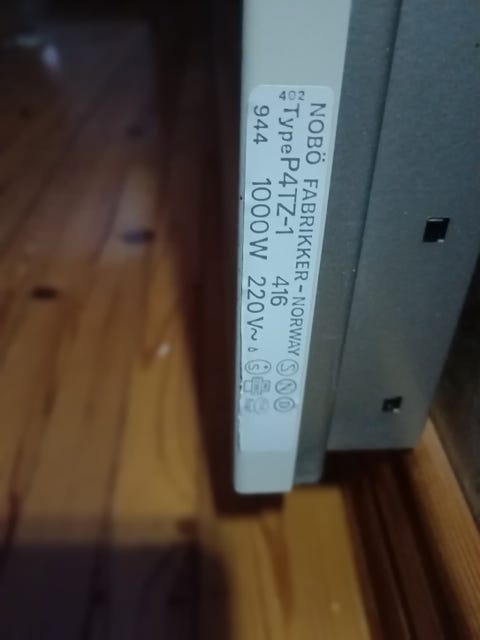 402
NOBÖ FABRIKKER-NORWAY Ⓢ Ⓝ Ⓓ
Type P4TZ-1 416
944 1000W 220V~